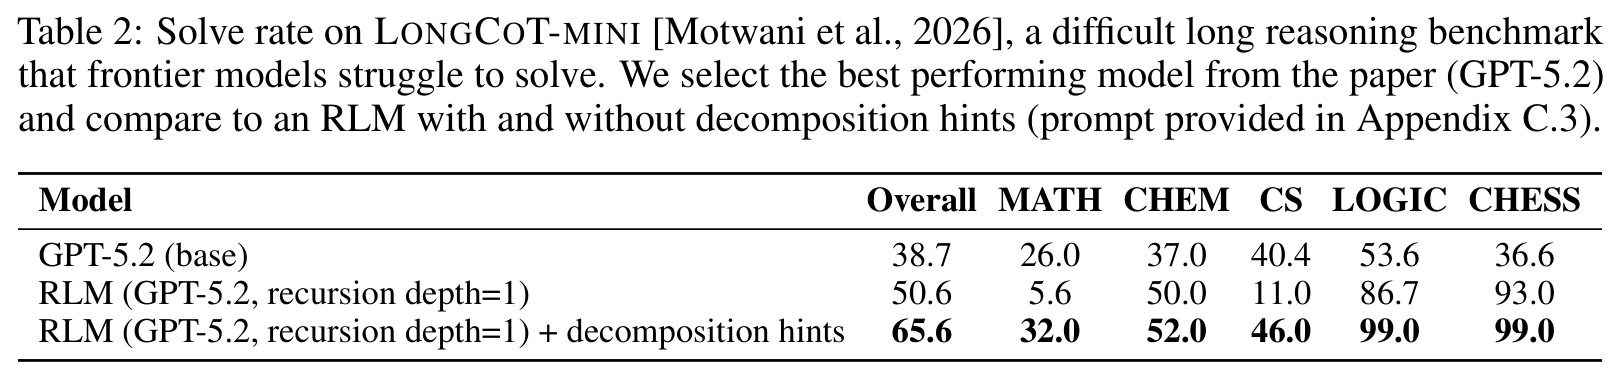 Table 2: Solve rate on LONGCOT-MINI [Motwani et al., 2026], a difficult long reasoning benchmark
that frontier models struggle to solve. We select the best performing model from the paper (GPT-5.2)
and compare to an RLM with and without decomposition hints (prompt provided in Appendix C.3).
Model Overall MATH CHEM CS LOGIC CHESS
GPT-5.2 (base) 38.7 26.0 37.0 40.4 53.6 36.6
RLM (GPT-5.2, recursion depth=1) 50.6 5.6 50.0 11.0 86.7 93.0
RLM (GPT-5.2, recursion depth=1) + decomposition hints 65.6 32.0 52.0 46.0 99.0 99.0